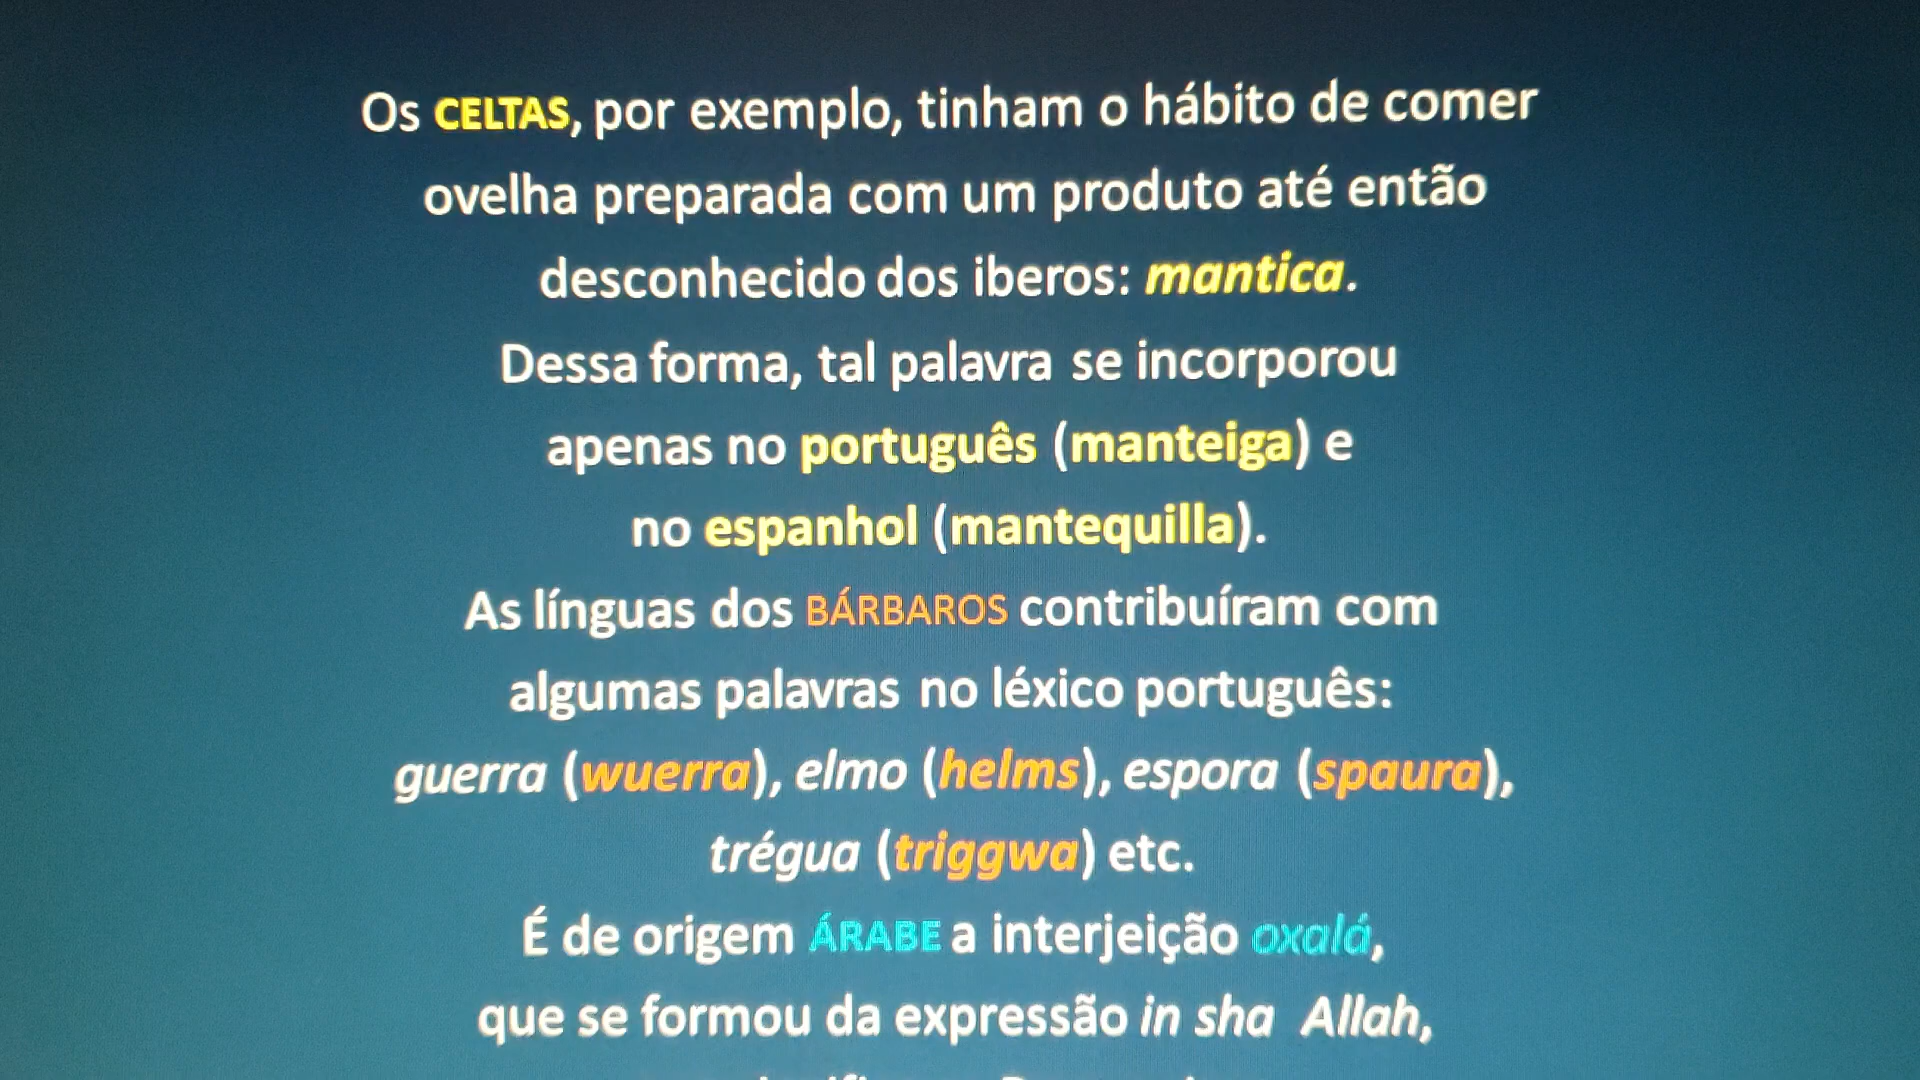 Os CELTAS, por exemplo, tinham o hábito de comer
ovelha preparada com um produto até então
desconhecido dos iberos: mantica.
Dessa forma, tal palavra se incorporou
apenas no português (manteiga) e
no espanhol (mantequilla).
As línguas dos BÁRBAROS contribuíram com
algumas palavras no léxico português:
guerra (wuerra), elmo (helms), espora (spaura),
trégua (triggwa) etc.
É de origem ÁRABE a interjeição oxalá,
que se formou da expressão in sha Allah,